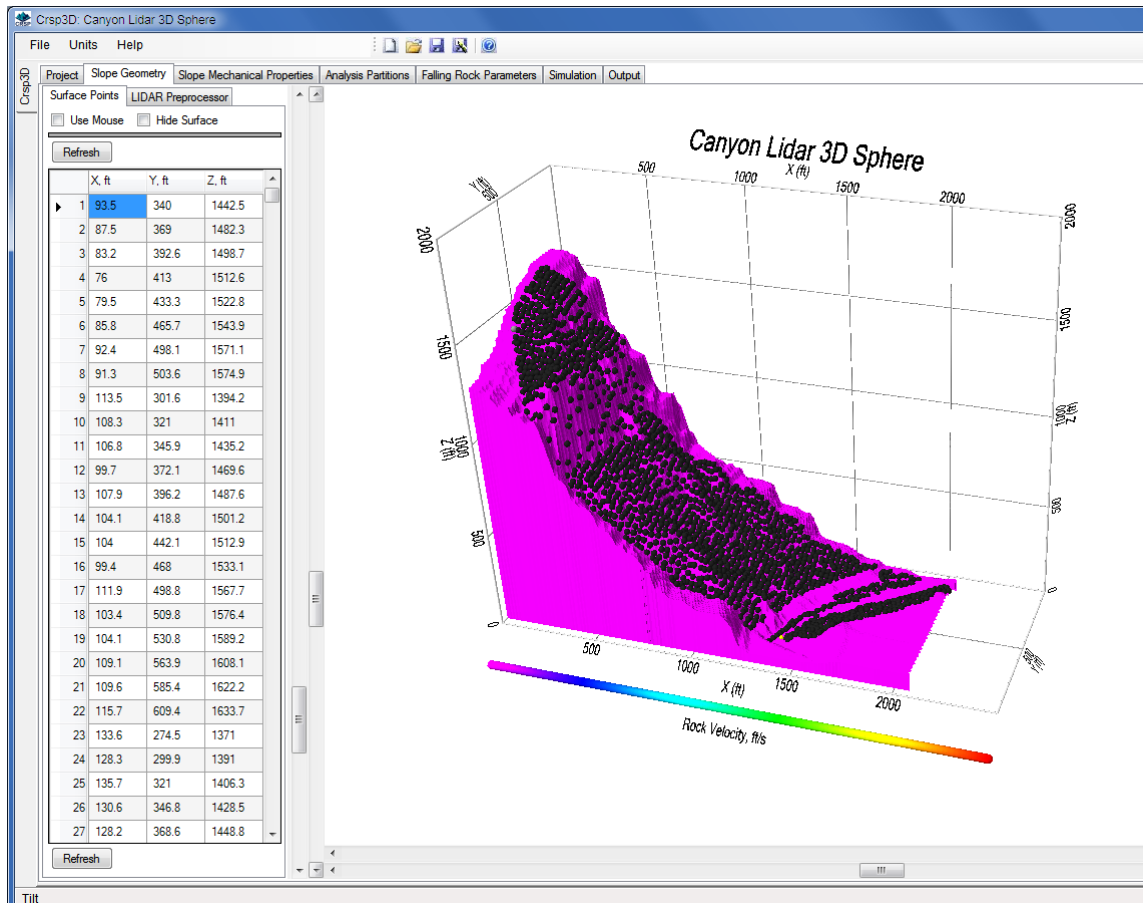 Crsp3D: Canyon Lidar 3D Sphere
File Units Help
Crsp3D
Project Slope Geometry Slope Mechanical Properties Analysis Partitions Falling Rock Parameters Simulation Output
Surface Points LIDAR Preprocessor
Use Mouse Hide Surface
Refresh
X, ft Y, ft Z, ft
1 93.5 340 1442.5
2 87.5 369 1482.3
3 83.2 392.6 1498.7
4 76 413 1512.6
5 79.5 433.3 1522.8
6 85.8 465.7 1543.9
7 92.4 498.1 1571.1
8 91.3 503.6 1574.9
9 113.5 301.6 1394.2
10 108.3 321 1411
11 106.8 345.9 1435.2
12 99.7 372.1 1469.6
13 107.9 396.2 1487.6
14 104.1 418.8 1501.2
15 104 442.1 1512.9
16 99.4 468 1533.1
17 111.9 498.8 1567.7
18 103.4 509.8 1576.4
19 104.1 530.8 1589.2
20 109.1 563.9 1608.1
21 109.6 585.4 1622.2
22 115.7 609.4 1633.7
23 133.6 274.5 1371
24 128.3 299.9 1391
25 135.7 321 1406.3
26 130.6 346.8 1428.5
27 128.2 368.6 1448.8
Refresh
Tilt
Canyon Lidar 3D Sphere
X (ft)
500 1000 1500 2000
Y (ft)
2000
1500
1000
Z (ft)
500
0
2000
1500
1000
Z (ft)
500
0
500 1000 1500 2000
X (ft)
Rock Velocity, ft/s